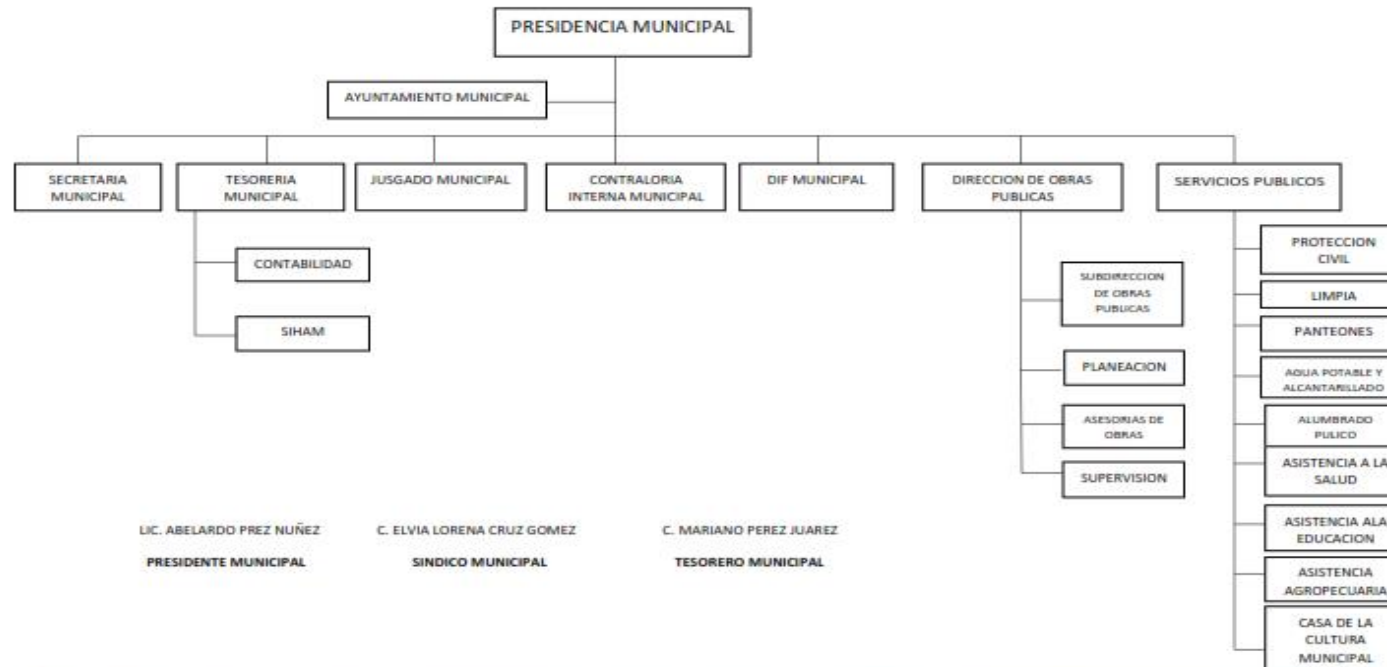 PRESIDENCIA MUNICIPAL
AYUNTAMIENTO MUNICIPAL
SECRETARIA
MUNICIPAL
TESORERIA
MUNICIPAL
JUSGADO MUNICIPAL
CONTRALORIA
INTERNA MUNICIPAL
DIF MUNICIPAL
DIRECCION DE OBRAS
PUBLICAS
SERVICIOS PUBLICOS
CONTABILIDAD
SIHAM
SUBDIRECCION
DE OBRAS
PUBLICAS
PLANEACION
ASESORIAS DE
OBRAS
SUPERVISION
PROTECCION
CIVIL
LIMPIA
PANTEONES
AGUA POTABLE Y
ALCANTARILLADO
ALUMBRADO
PULICO
ASISTENCIA A LA
SALUD
ASISTENCIA ALA
EDUCACION
ASISTENCIA
AGROPECUARIA
CASA DE LA
CULTURA
MUNICIPAL
LIC. ABELARDO PREZ NUÑEZ
PRESIDENTE MUNICIPAL
C. ELVIA LORENA CRUZ GOMEZ
SINDICO MUNICIPAL
C. MARIANO PEREZ JUAREZ
TESORERO MUNICIPAL